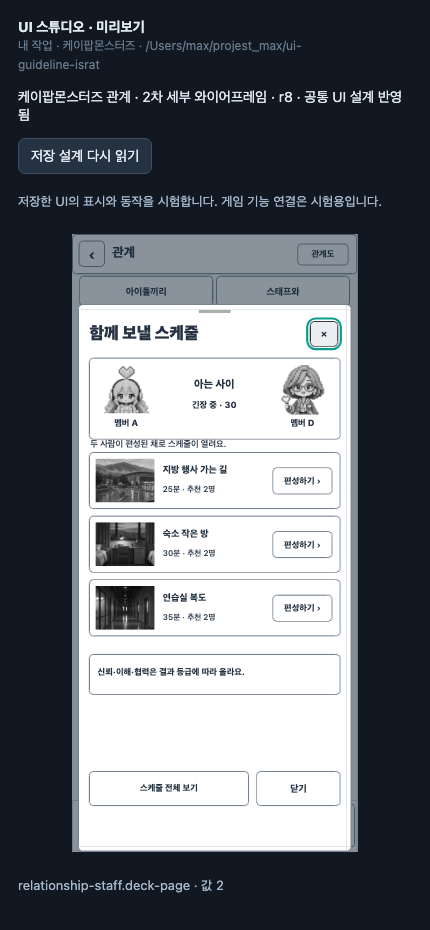 UI 스튜디오 · 미리보기
내 작업 · 케이팝몬스터즈 · /Users/max/projest_max/ui-
guideline-israt
케이팝몬스터즈 관계 · 2차 세부 와이어프레임 · r8 · 공통 UI 설계 반영
됨
저장 설계 다시 읽기
저장한 UI의 표시와 동작을 시험합니다. 게임 기능 연결은 시험용입니다.
‹
관계
관계도
아이돌끼리
스태프와
함께 보낼 스케줄
×
아는 사이
긴장 중 · 30
멤버 A
멤버 D
두 사람이 편성된 채로 스케줄이 열려요.
지방 행사 가는 길
25분 · 추천 2명
편성하기 ›
숙소 작은 방
30분 · 추천 2명
편성하기 ›
연습실 복도
35분 · 추천 2명
편성하기 ›
신뢰·이해·협력은 결과 등급에 따라 올라요.
스케줄 전체 보기
닫기
relationship-staff.deck-page · 값 2